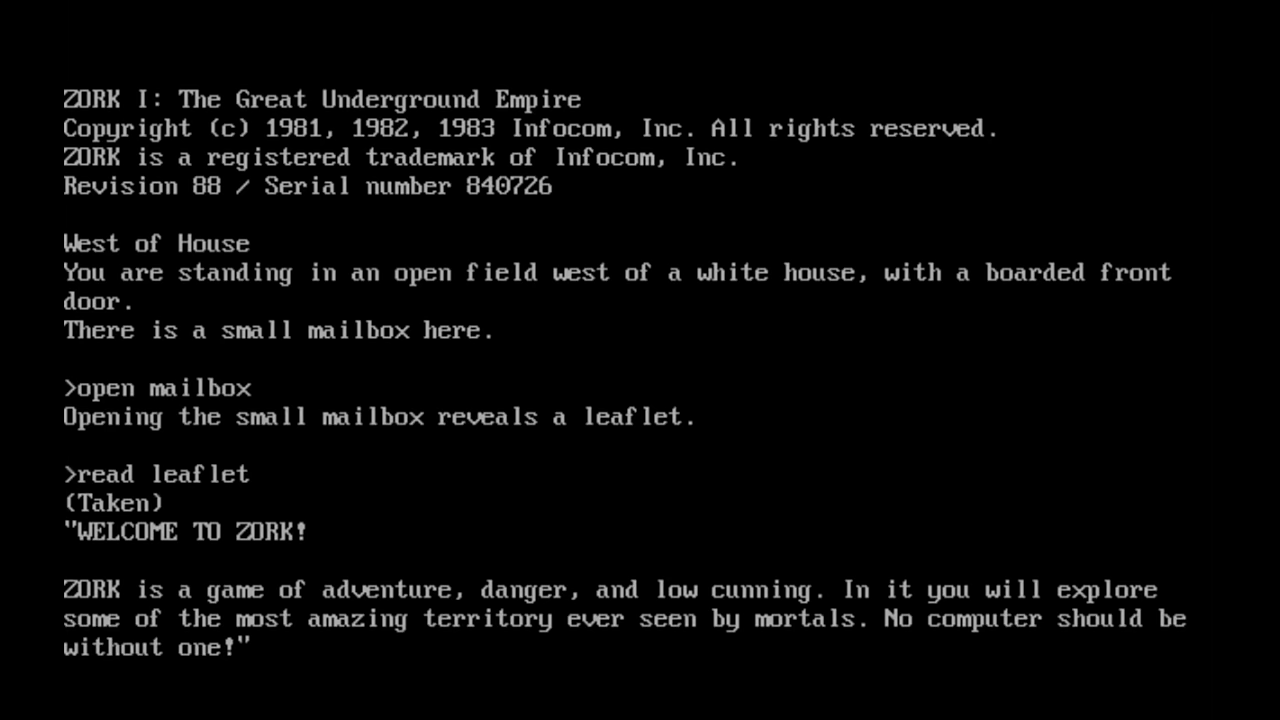 ZORK I: The Great Underground Empire
Copyright (c) 1981, 1982, 1983 Infocom, Inc. All rights reserved.
ZORK is a registered trademark of Infocom, Inc.
Revision 88 / Serial number 840726
West of House
You are standing in an open field west of a white house, with a boarded front
door.
There is a small mailbox here.
>open mailbox
Opening the small mailbox reveals a leaflet.
>read leaflet
(Taken)
"WELCOME TO ZORK!
ZORK is a game of adventure, danger, and low cunning. In it you will explore
some of the most amazing territory ever seen by mortals. No computer should be
without one!"